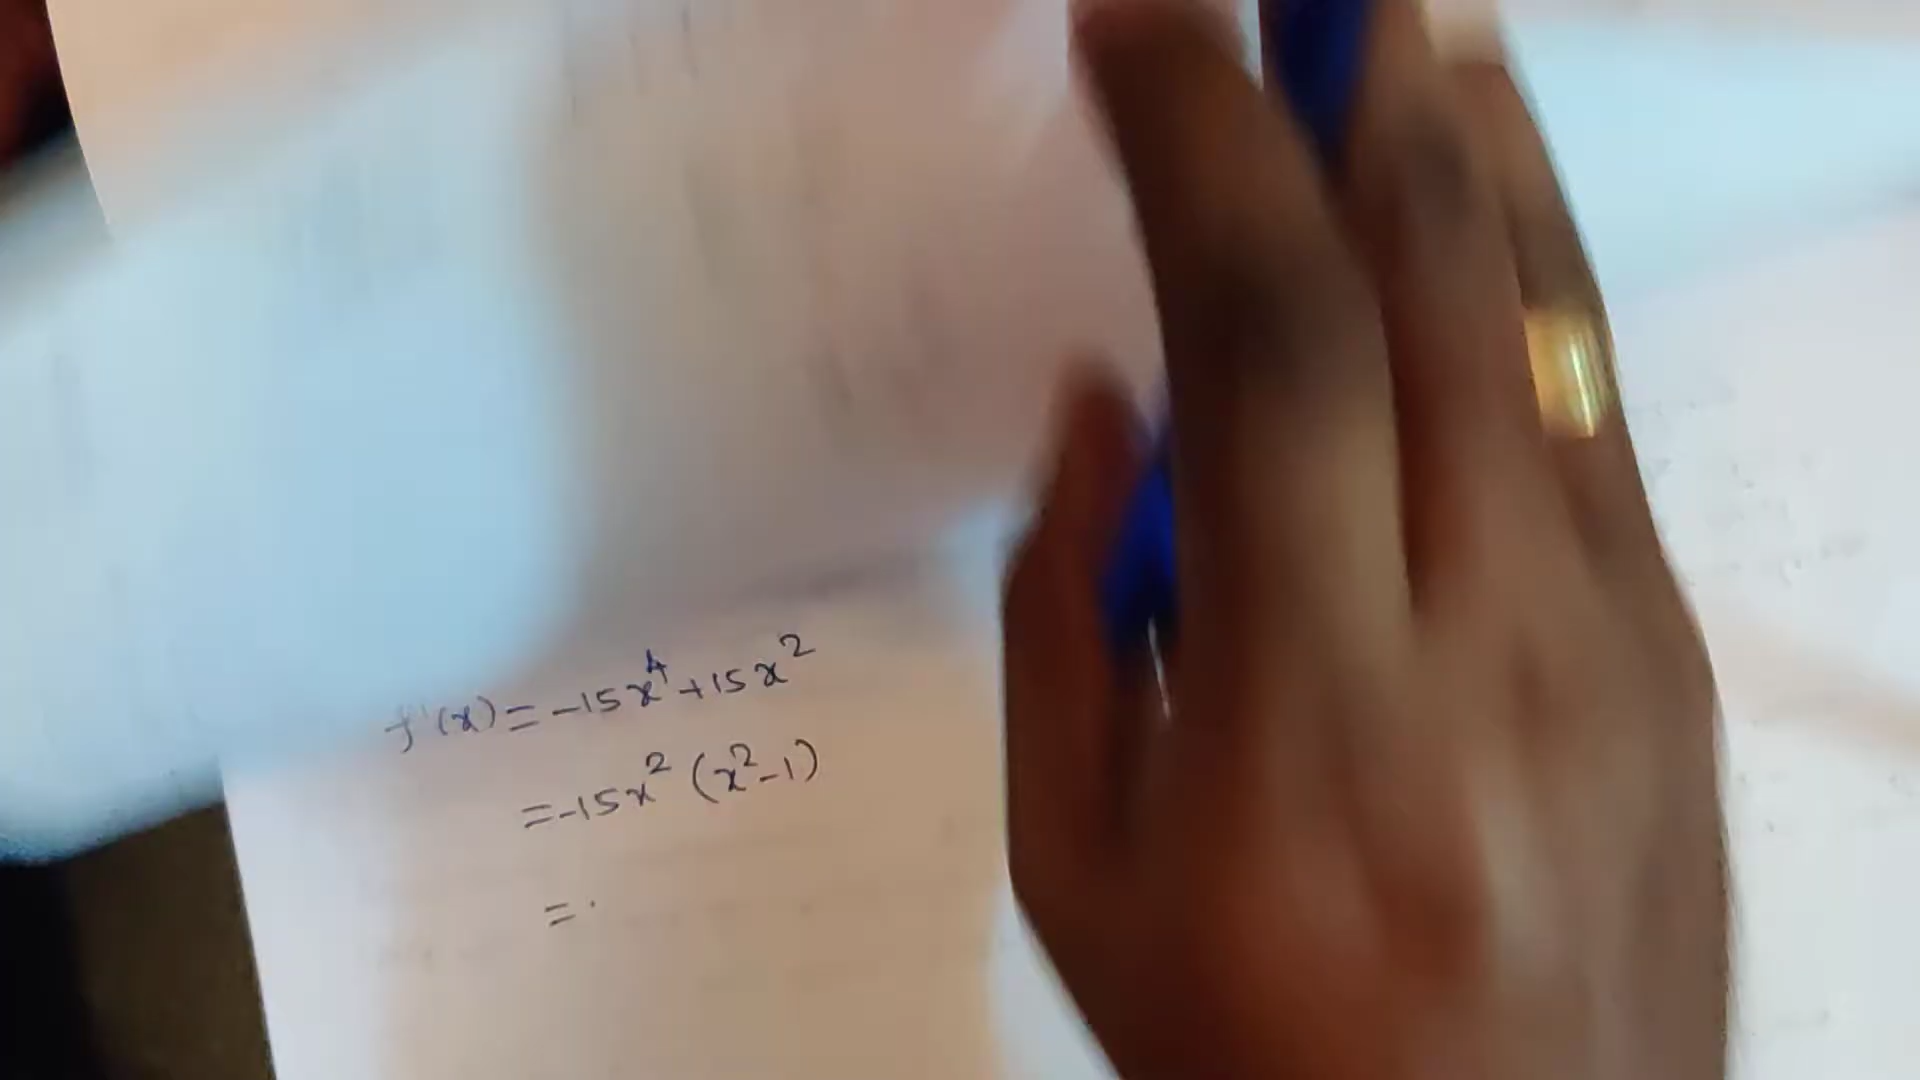 f'(x) = -15x⁴ + 15x²
= -15x² (x² - 1)
= .